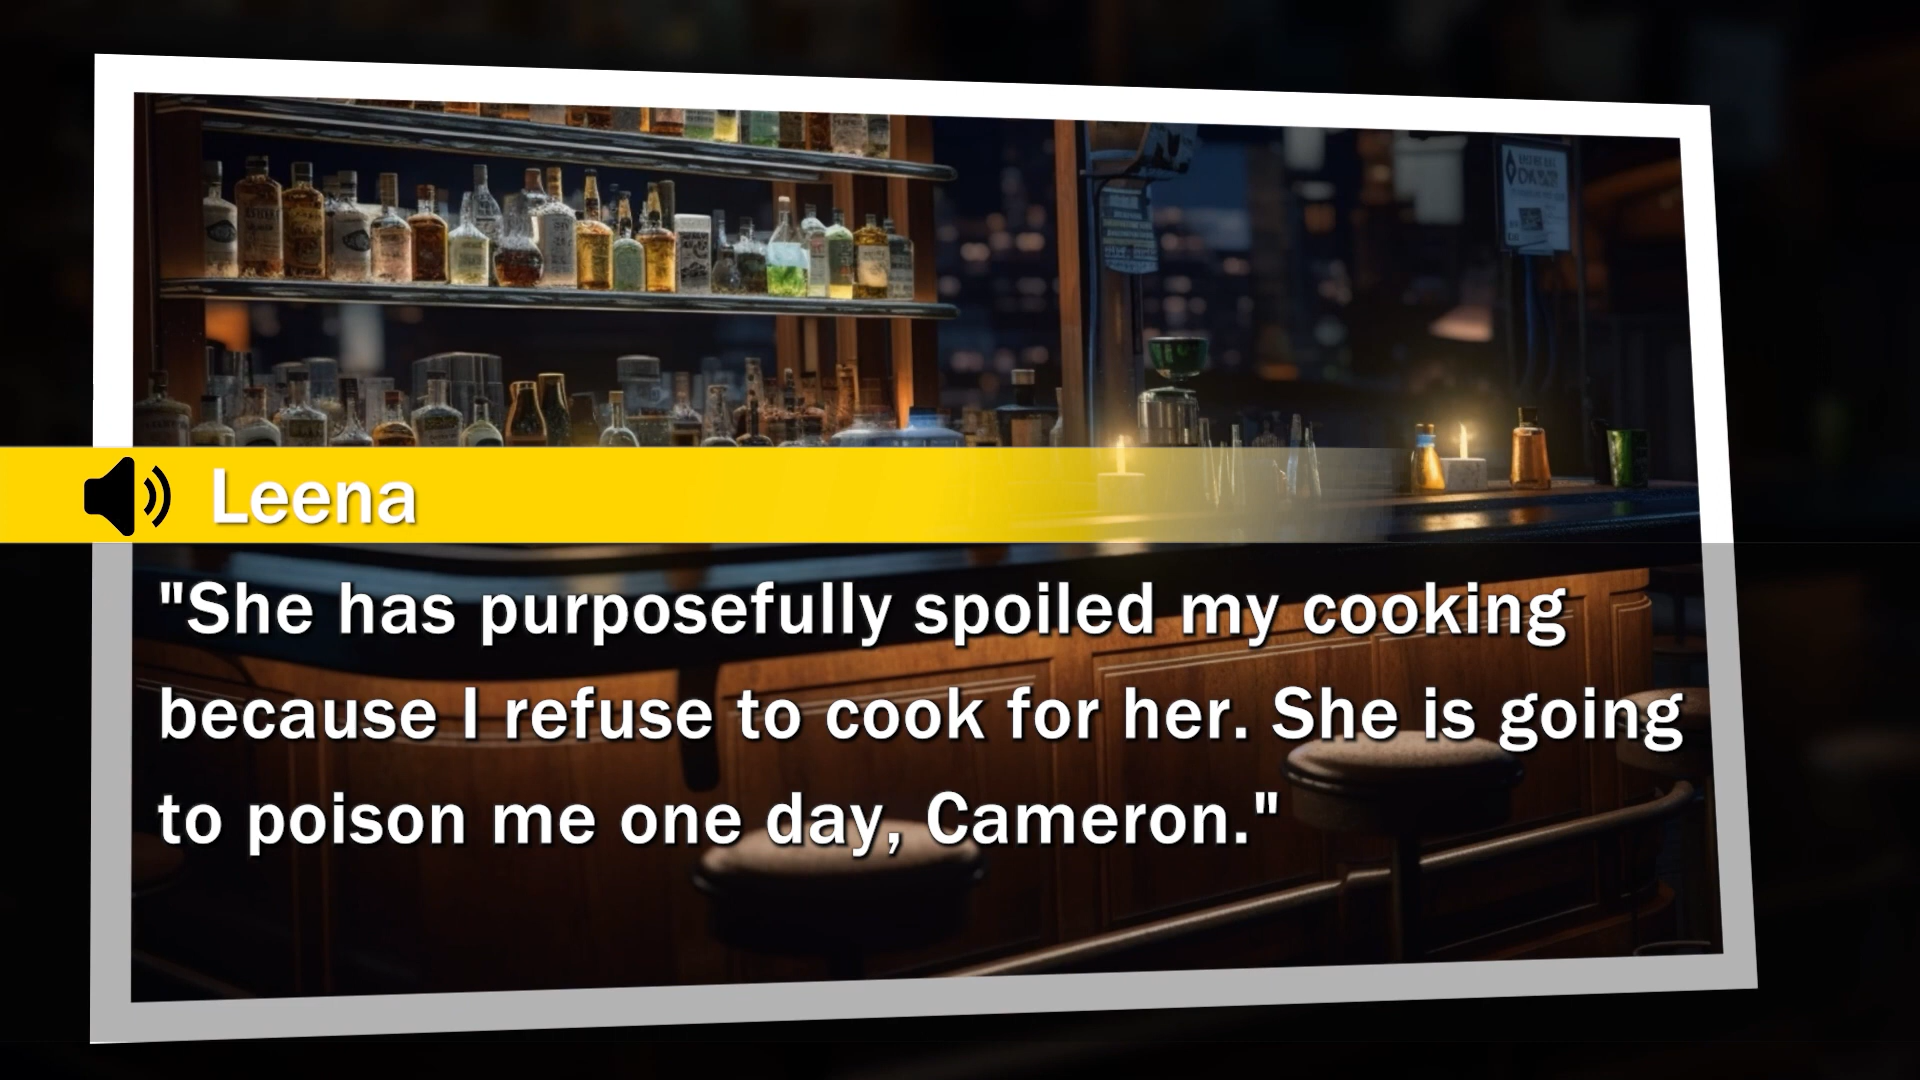 Leena
"She has purposefully spoiled my cooking
because I refuse to cook for her. She is going
to poison me one day, Cameron."